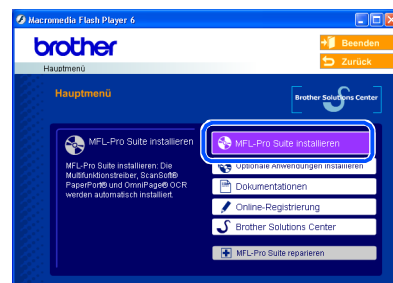 Macromedia Flash Player 6
brother
Beenden
Zurück
Hauptmenü
Hauptmenü
Brother Solutions Center
MFL-Pro Suite installieren
MFL-Pro Suite installieren: Die
Multifunktionstreiber, ScanSoft®
PaperPort® und OmniPage® OCR
werden automatisch installiert.
MFL-Pro Suite installieren
Optionale Anwendungen installieren
Dokumentationen
Online-Registrierung
Brother Solutions Center
MFL-Pro Suite reparieren